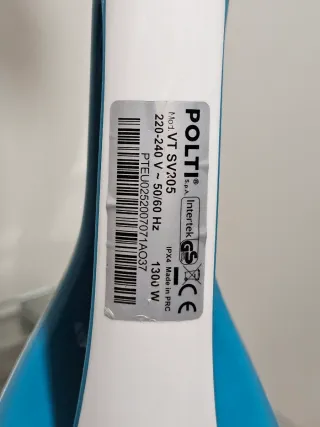 POLTI® S.p.A.
Mod. VT SV205
220-240 V ~ 50/60 Hz
1300 W
Intertek
GS
CE
IPX4 Made in PRC
PTEU0252007071AO37